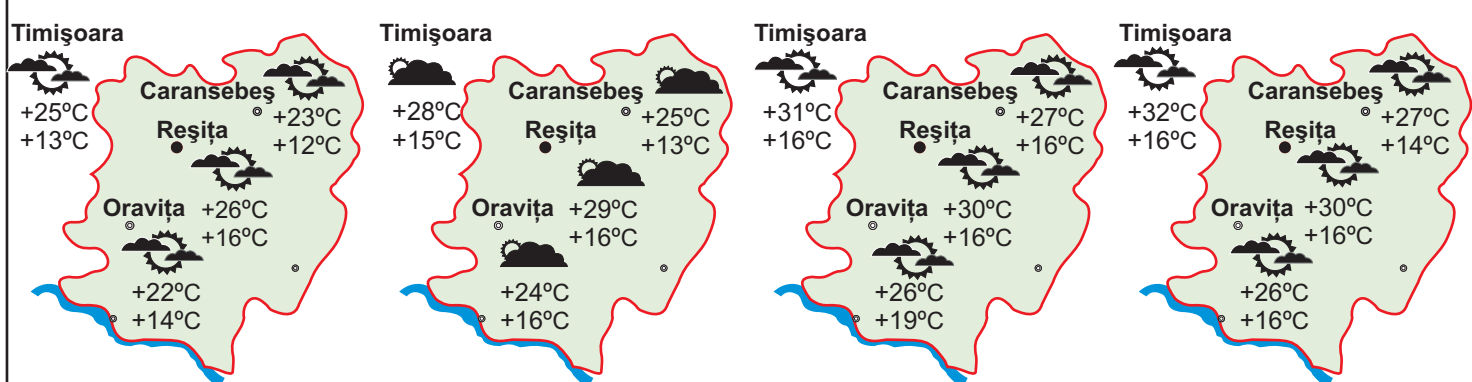 Timişoara
+25ºC
+13ºC
Caransebeş
+23ºC
+12ºC
Reşiţa
+26ºC
+16ºC
Oraviţa
+22ºC
+14ºC
Timişoara
+28ºC
+15ºC
Caransebeş
+25ºC
+13ºC
Reşiţa
+29ºC
+16ºC
Oraviţa
+24ºC
+16ºC
Timişoara
+31ºC
+16ºC
Caransebeş
+27ºC
+16ºC
Reşiţa
+30ºC
+16ºC
Oraviţa
+26ºC
+19ºC
Timişoara
+32ºC
+16ºC
Caransebeş
+27ºC
+14ºC
Reşiţa
+30ºC
+16ºC
Oraviţa
+26ºC
+16ºC